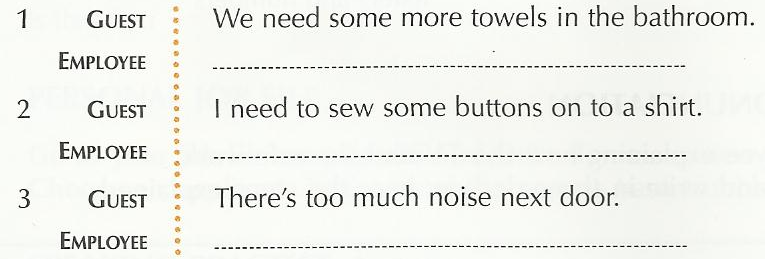 1 GUEST We need some more towels in the bathroom.
EMPLOYEE
2 GUEST I need to sew some buttons on to a shirt.
EMPLOYEE
3 GUEST There's too much noise next door.
EMPLOYEE